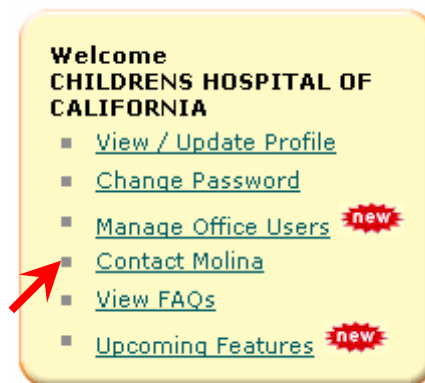 Welcome
CHILDRENS HOSPITAL OF
CALIFORNIA
View / Update Profile
Change Password
Manage Office Users new
Contact Molina
View FAQs
Upcoming Features new